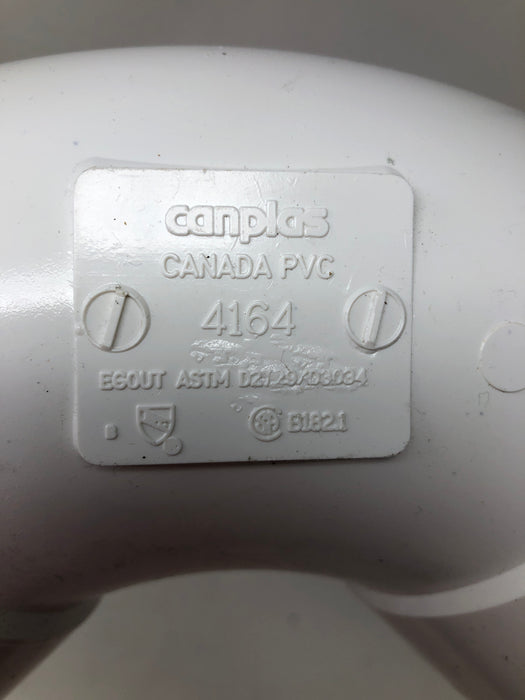 canplas
CANADA PVC
4164
EGOUT ASTM D2729/D3034
B182.1